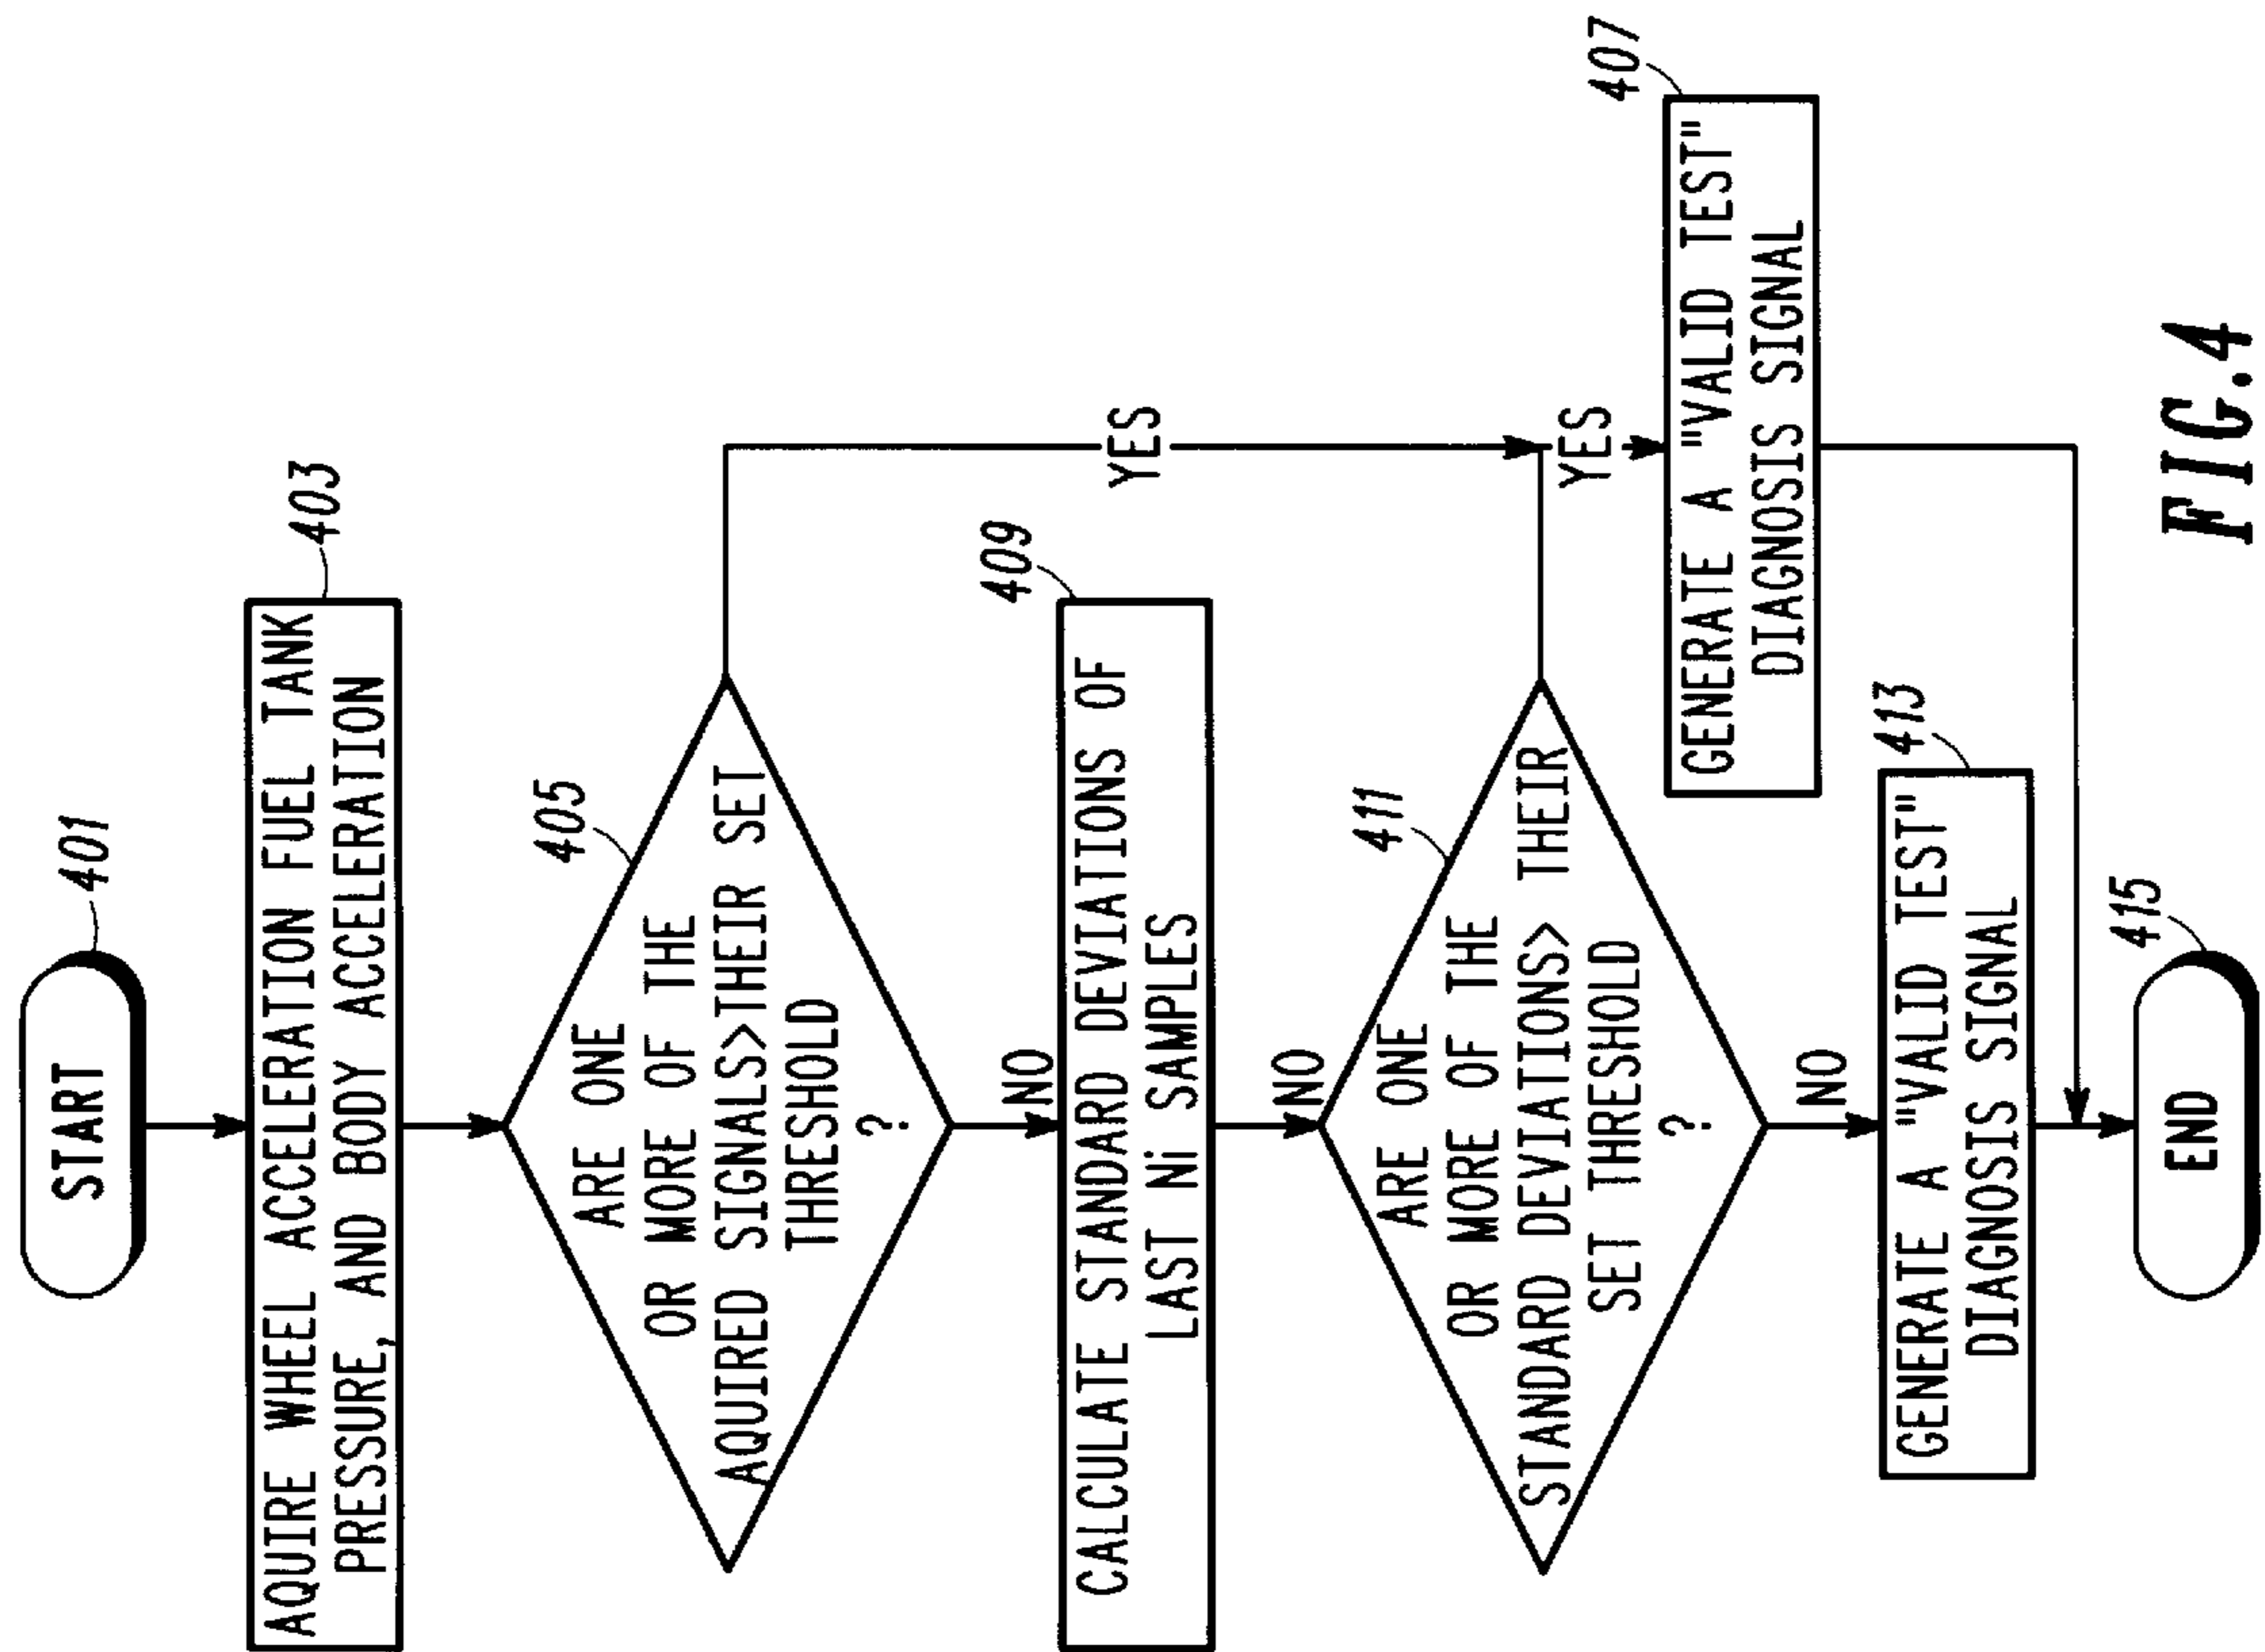 START
401
AQUIRE WHEEL ACCELERATION FUEL TANK
PRESSURE, AND BODY ACCELERATION
403
405
ARE ONE
OR MORE OF THE
AQUIRED SIGNALS>THEIR SET
THRESHOLD
?
YES
NO
409
CALCULATE STANDARD DEVIATIONS OF
LAST Ni SAMPLES
NO
411
ARE ONE
OR MORE OF THE
STANDARD DEVIATIONS> THEIR
SET THRESHOLD
?
YES
407
GENERATE A "VALID TEST"
DIAGNOSIS SIGNAL
NO
413
GENERATE A "VALID TEST"
DIAGNOSIS SIGNAL
415
END
FIG.4